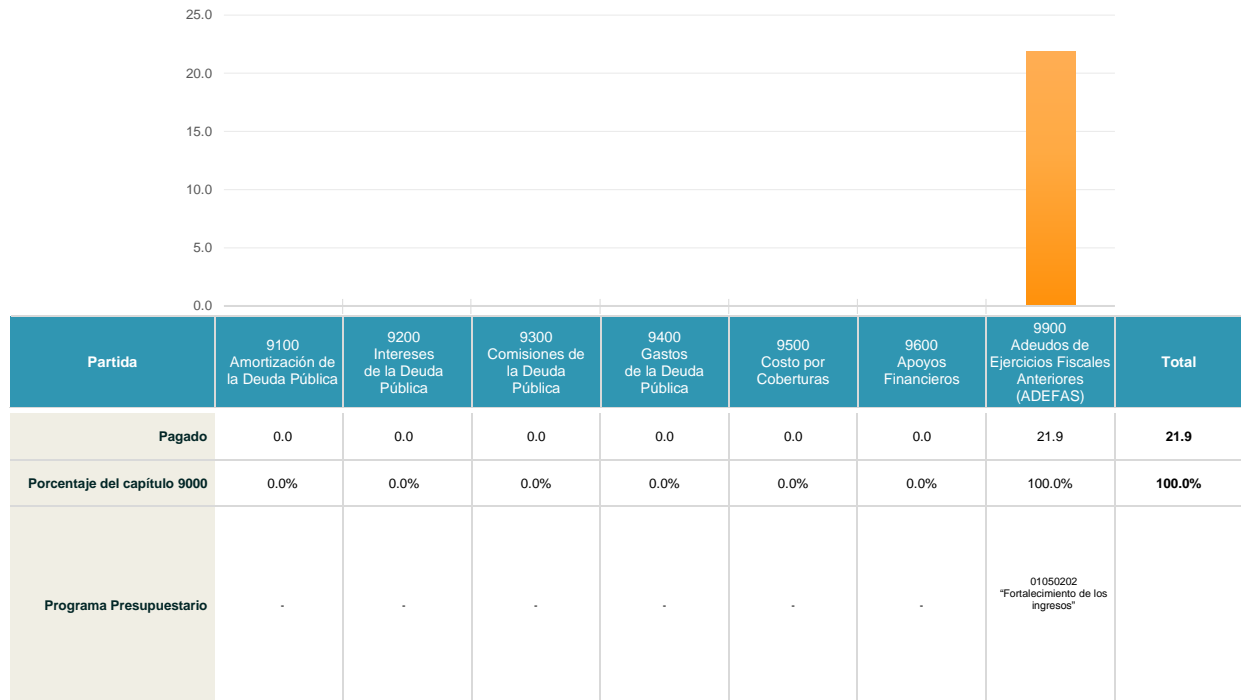 25.0
20.0
15.0
10.0
5.0
0.0
Partida
9100
Amortización de
la Deuda Pública
9200
Intereses
de la Deuda
Pública
9300
Comisiones de
la Deuda
Pública
9400
Gastos
de la Deuda
Pública
9500
Costo por
Coberturas
9600
Apoyos
Financieros
9900
Adeudos de
Ejercicios Fiscales
Anteriores
(ADEFAS)
Total
Pagado 0.0 0.0 0.0 0.0 0.0 0.0 21.9 21.9
Porcentaje del capítulo 9000 0.0% 0.0% 0.0% 0.0% 0.0% 0.0% 100.0% 100.0%
Programa Presupuestario - - - - - -
01050202
"Fortalecimiento de los
ingresos"